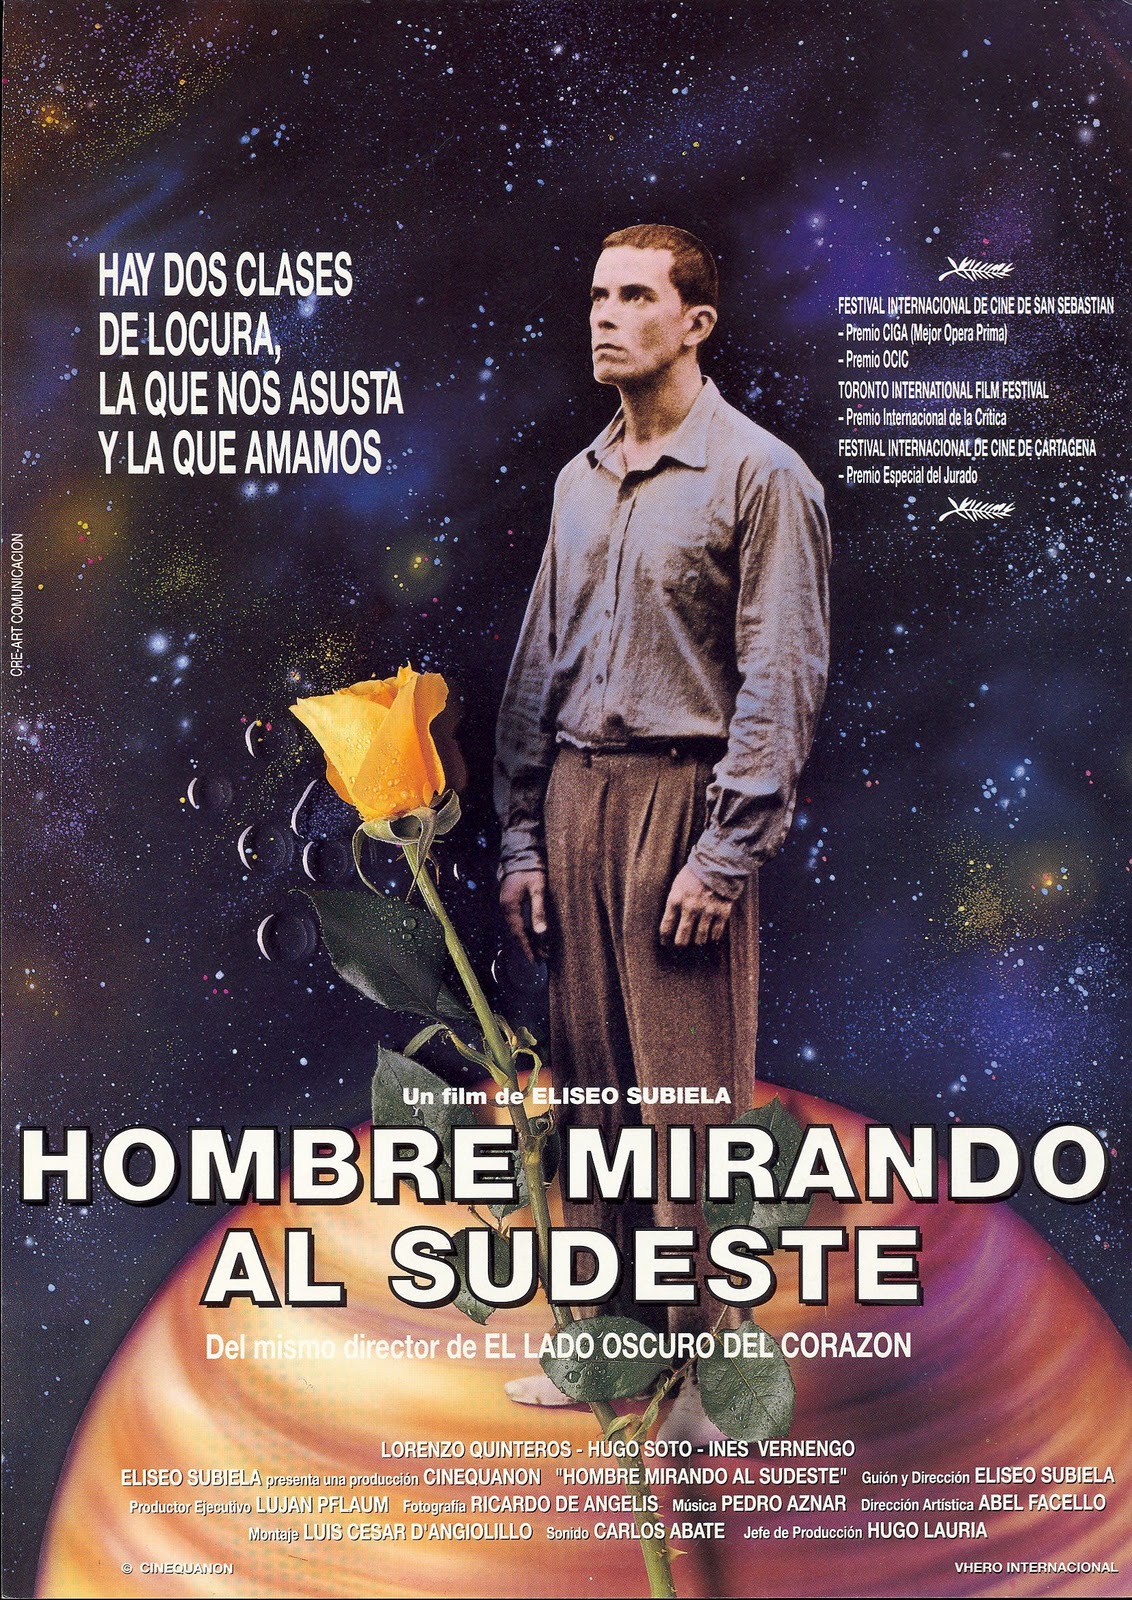 HAY DOS CLASES
DE LOCURA,
LA QUE NOS ASUSTA
Y LA QUE AMAMOS
FESTIVAL INTERNACIONAL DE CINE DE SAN SEBASTIAN
- Premio CIGA (Mejor Opera Prima)
- Premio OCIC
TORONTO INTERNATIONAL FILM FESTIVAL
- Premio Internacional de la Crítica
FESTIVAL INTERNACIONAL DE CINE DE CARTAGENA
- Premio Especial del Jurado
CRE-ART COMUNICACION
Un film de ELISEO SUBIELA
HOMBRE MIRANDO
AL SUDESTE
Del mismo director de EL LADO OSCURO DEL CORAZON
LORENZO QUINTEROS - HUGO SOTO - INES VERNENGO
ELISEO SUBIELA presenta una producción CINEQUANON "HOMBRE MIRANDO AL SUDESTE" Guión y Dirección ELISEO SUBIELA
Productor Ejecutivo LUJAN PFLAUM Fotografía RICARDO DE ANGELIS Música PEDRO AZNAR Dirección Artística ABEL FACELLO
Montaje LUIS CESAR D'ANGIOLILLO Sonido CARLOS ABATE Jefe de Producción HUGO LAURIA
© CINEQUANON
VHERO INTERNACIONAL